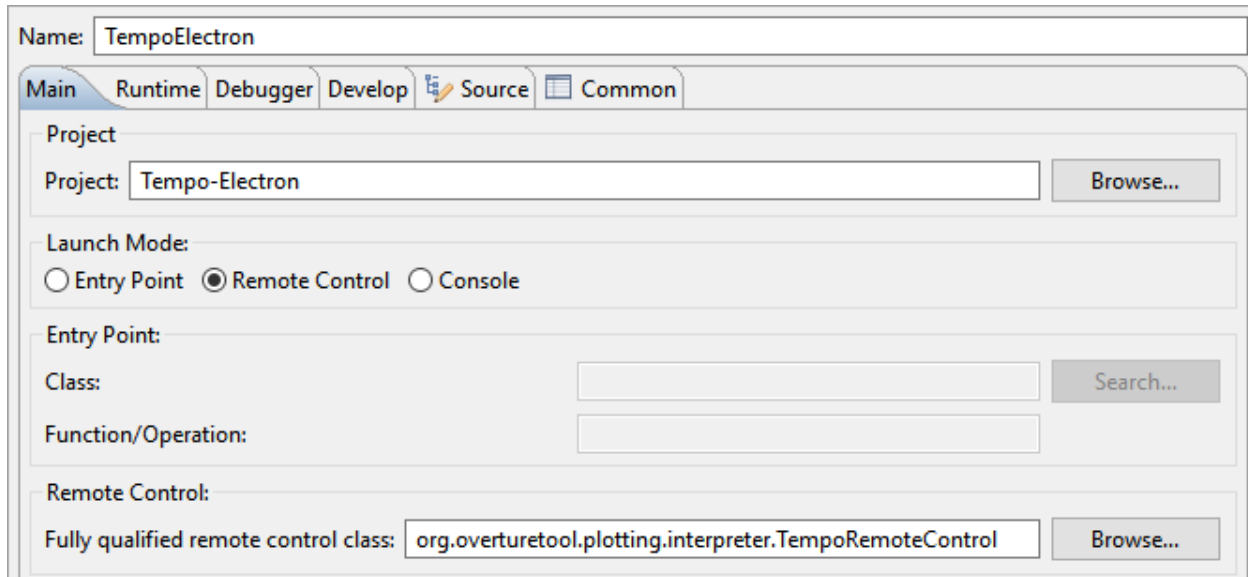 Name: TempoElectron
Main Runtime Debugger Develop Source Common
Project
Project: Tempo-Electron Browse...
Launch Mode:
Entry Point Remote Control Console
Entry Point:
Class: Search...
Function/Operation:
Remote Control:
Fully qualified remote control class: org.overturetool.plotting.interpreter.TempoRemoteControl Browse...